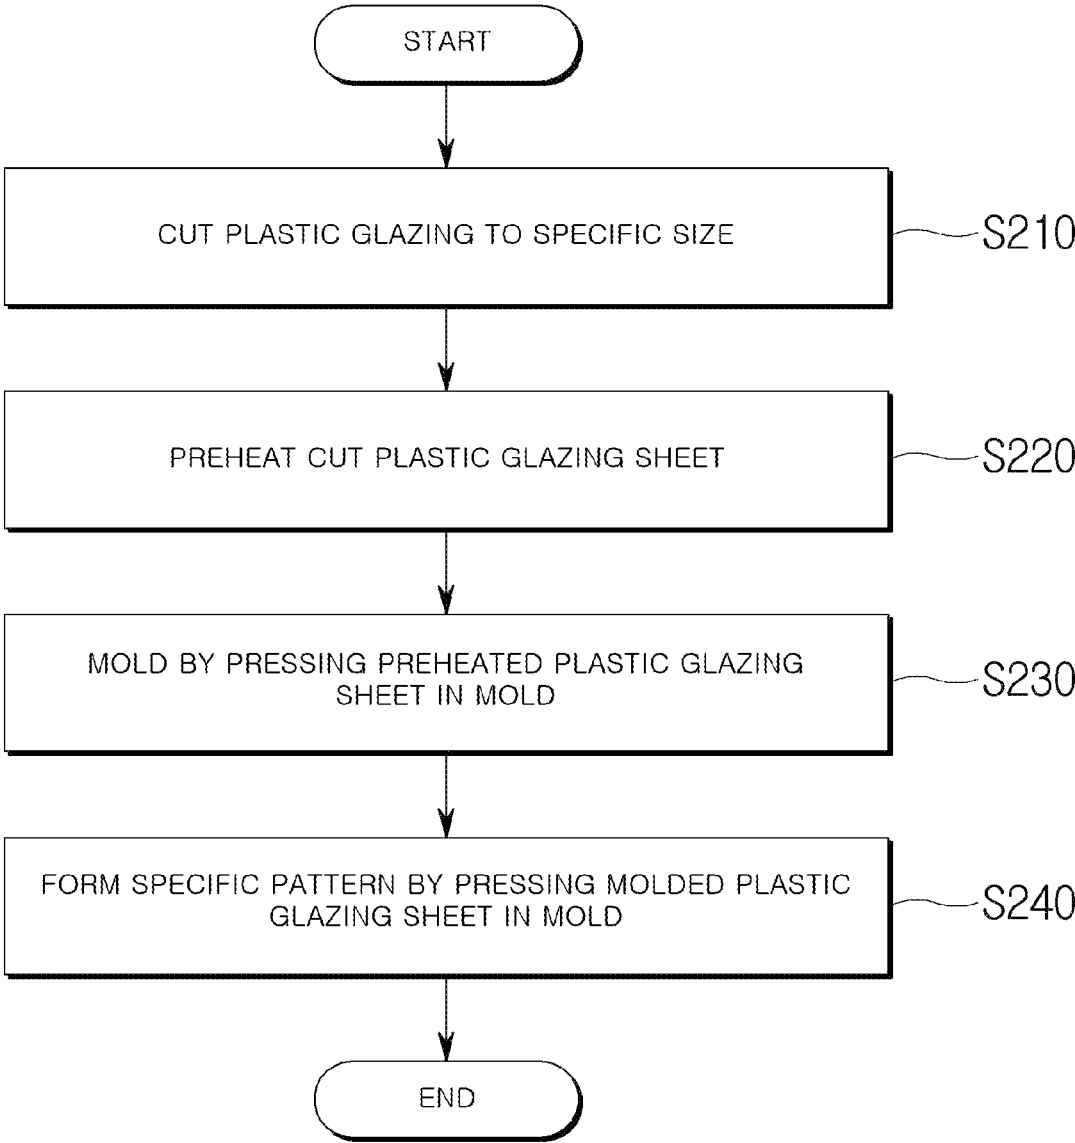 START
CUT PLASTIC GLAZING TO SPECIFIC SIZE
S210
PREHEAT CUT PLASTIC GLAZING SHEET
S220
MOLD BY PRESSING PREHEATED PLASTIC GLAZING
SHEET IN MOLD
S230
FORM SPECIFIC PATTERN BY PRESSING MOLDED PLASTIC
GLAZING SHEET IN MOLD
S240
END